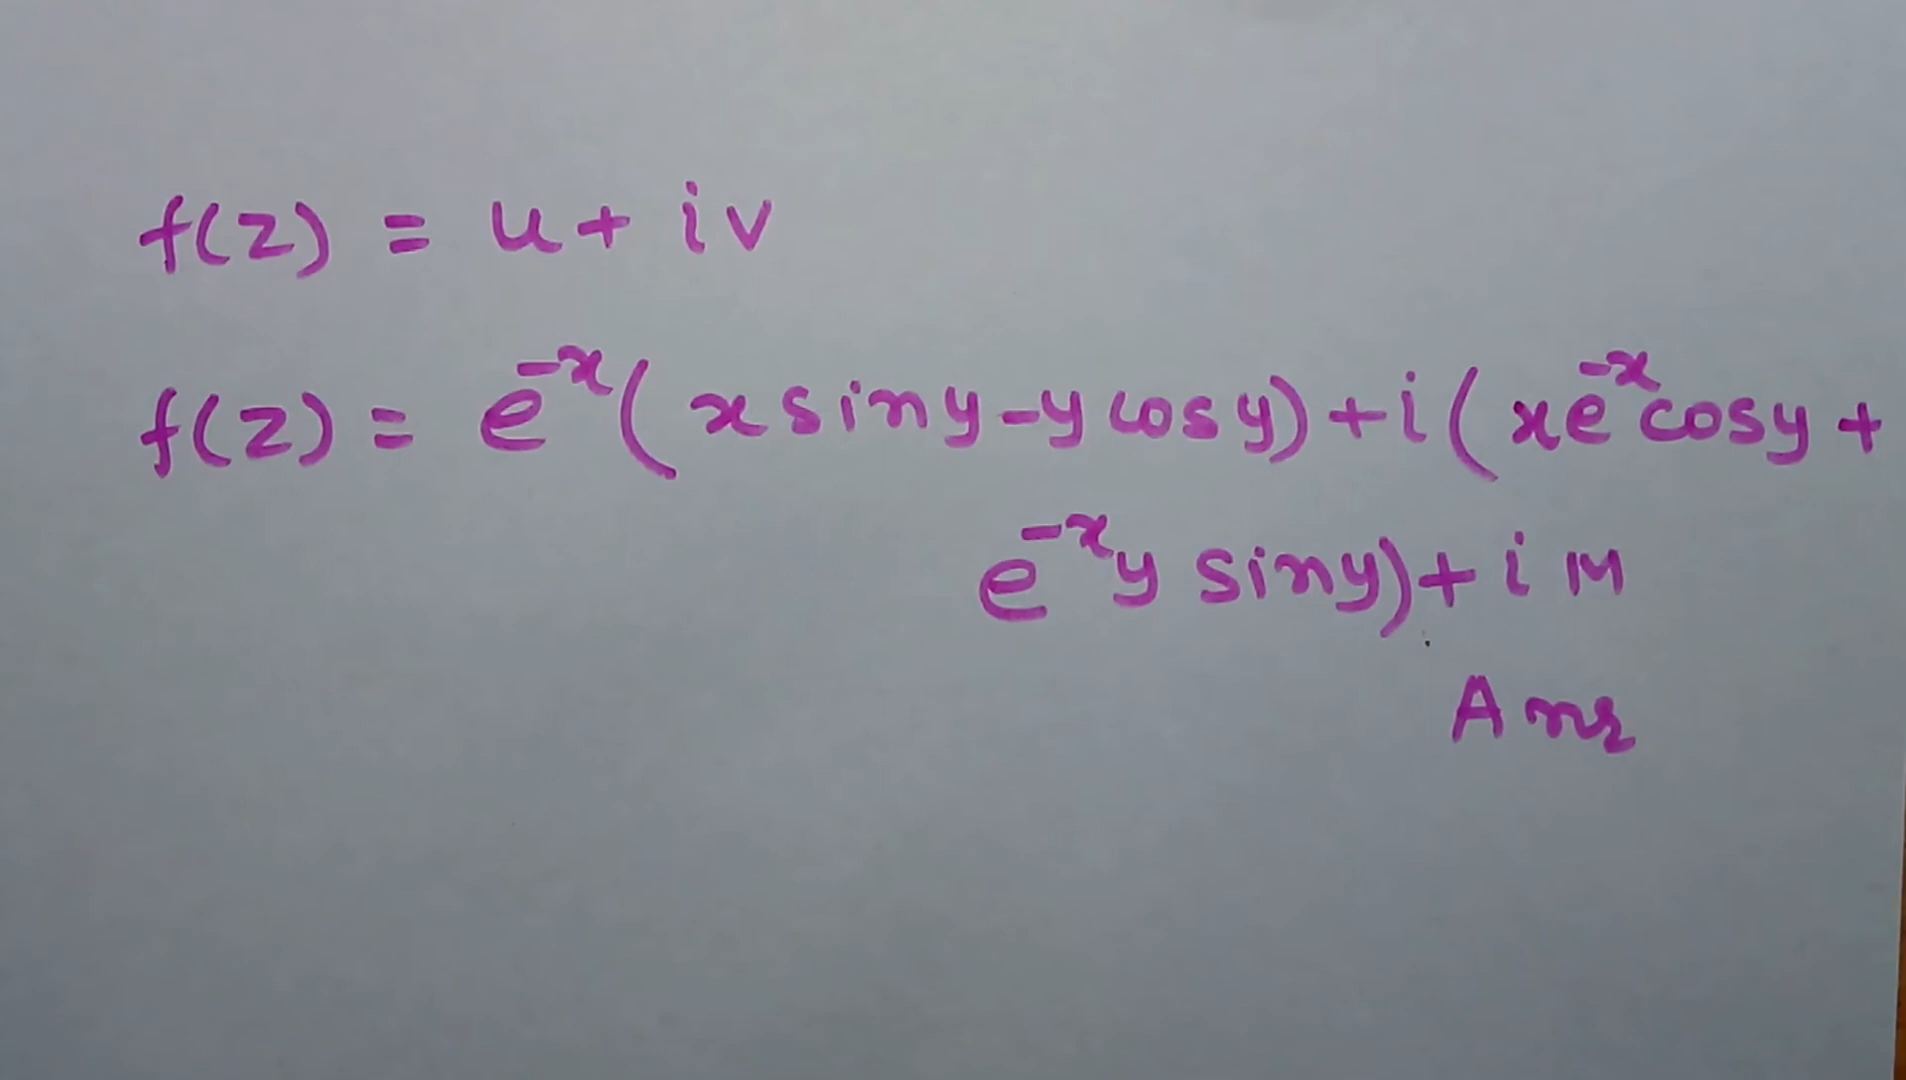 f(z) = u + iv
f(z) = e^-x ( x sin y - y cos y) + i ( x e^-x cos y +
e^-x y sin y) + i M
Ans